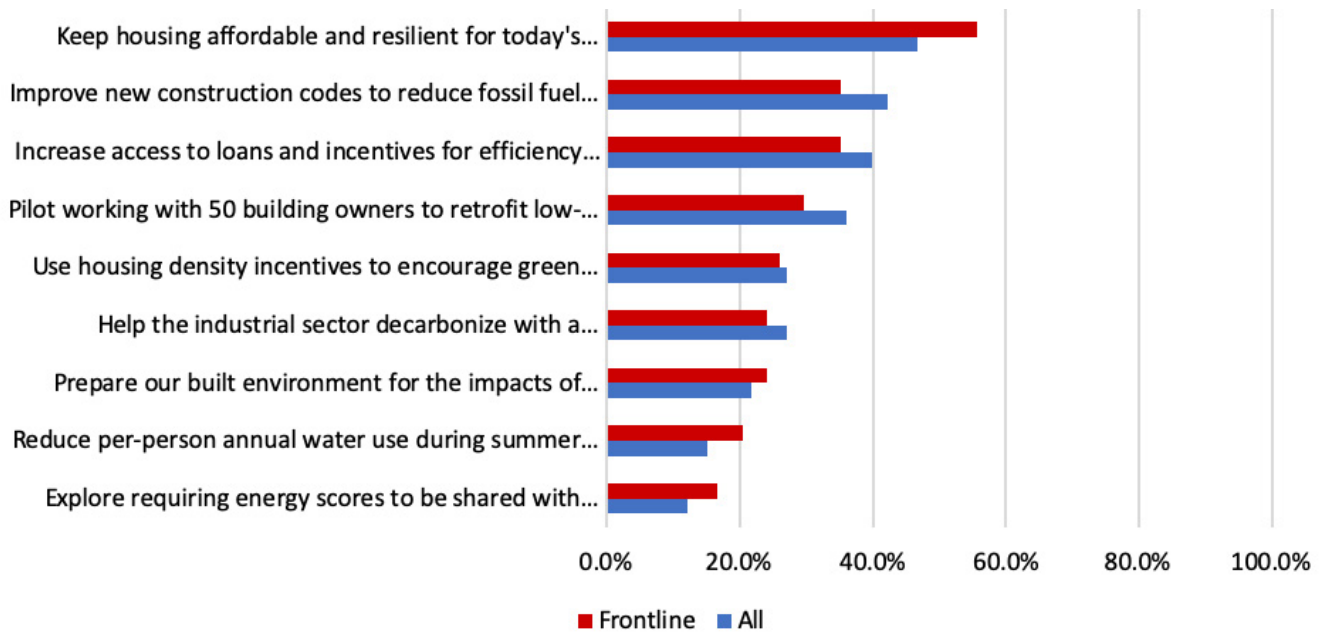 Keep housing affordable and resilient for today's...
Improve new construction codes to reduce fossil fuel...
Increase access to loans and incentives for efficiency...
Pilot working with 50 building owners to retrofit low-...
Use housing density incentives to encourage green...
Help the industrial sector decarbonize with a...
Prepare our built environment for the impacts of...
Reduce per-person annual water use during summer...
Explore requiring energy scores to be shared with...
0.0% 20.0% 40.0% 60.0% 80.0% 100.0%
Frontline All